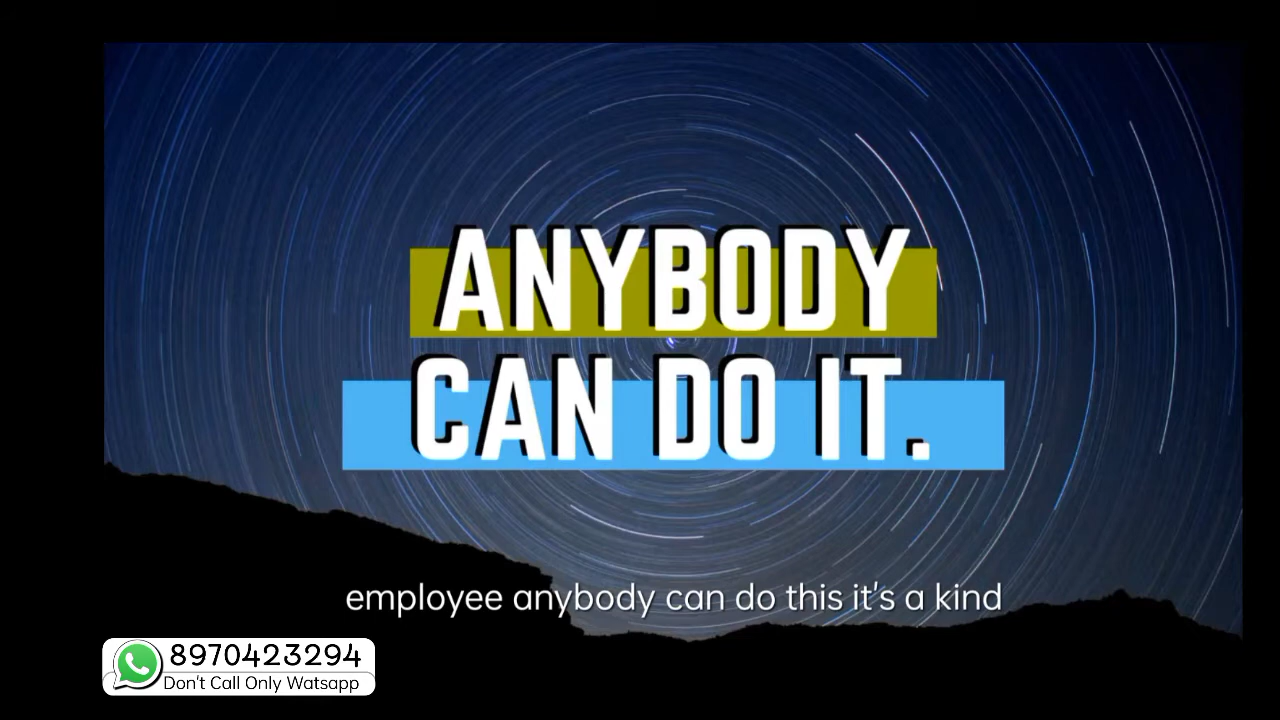 ANYBODY
CAN DO IT.
employee anybody can do this it's a kind
8970423294
Don't Call Only Watsapp